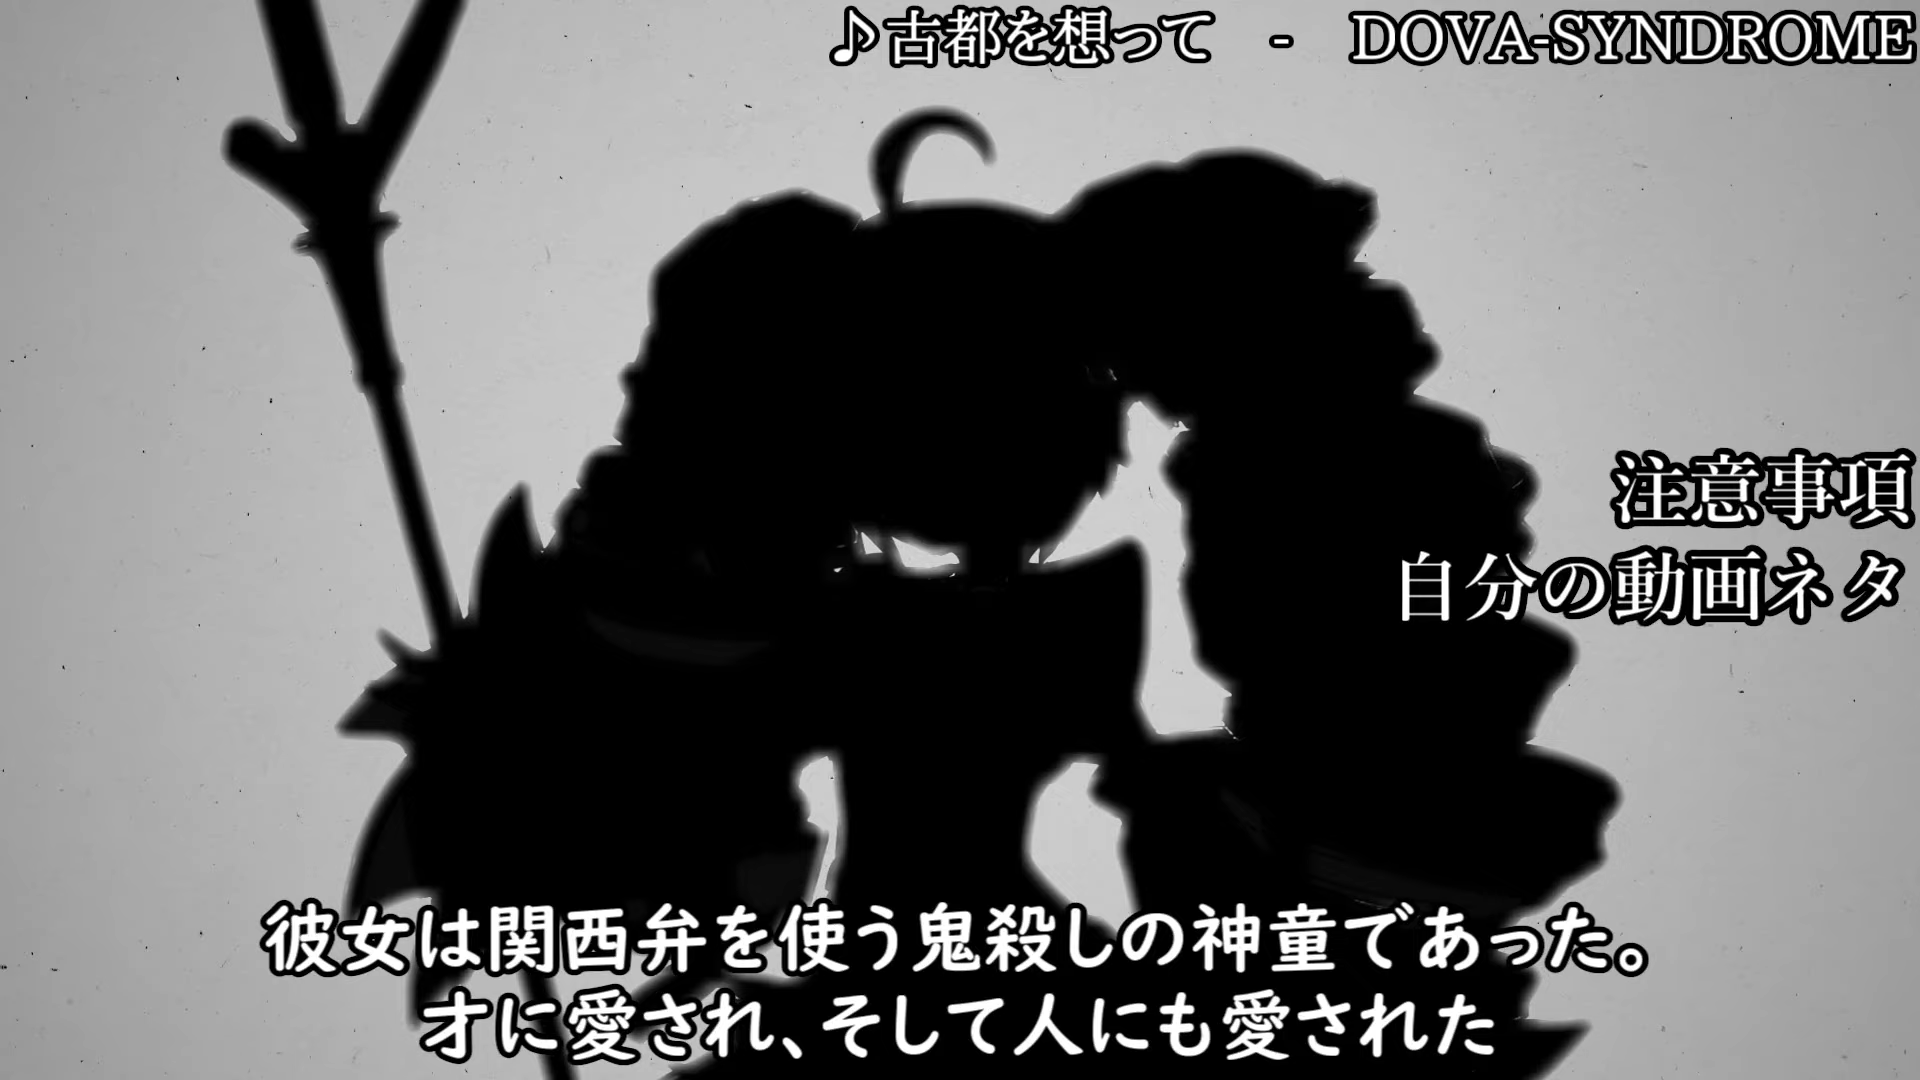 ♪古都を想って　-　DOVA-SYNDROME
注意事項
自分の動画ネタ
彼女は関西弁を使う鬼殺しの神童であった。
才に愛され、そして人にも愛された